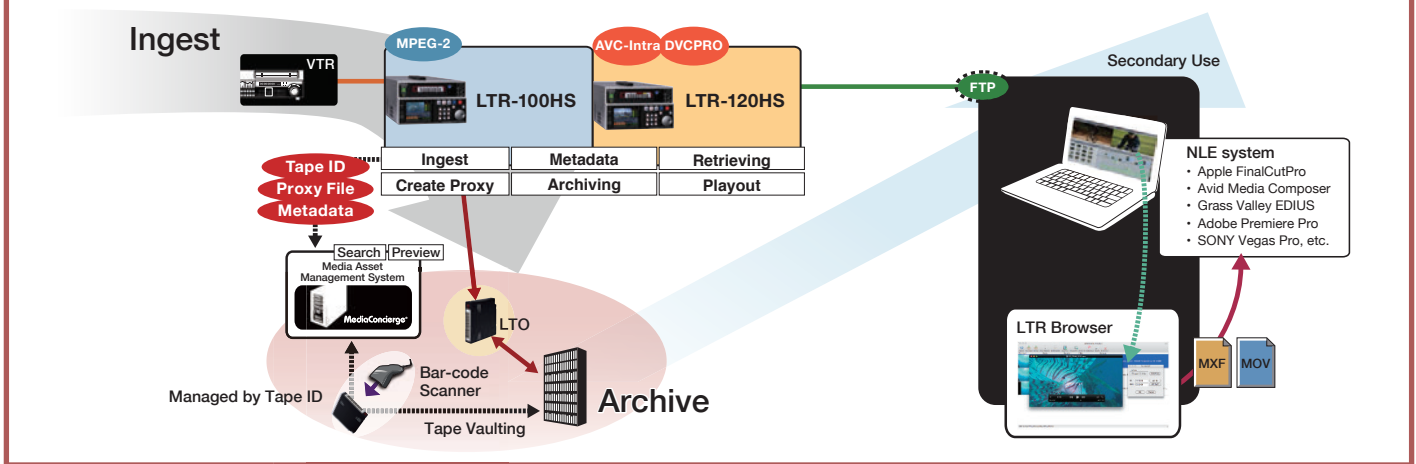 Ingest
VTR
MPEG-2
LTR-100HS
AVC-Intra DVCPRO
LTR-120HS
FTP
Secondary Use
Ingest
Metadata
Retrieving
Create Proxy
Archiving
Playout
Tape ID
Proxy File
Metadata
Search
Preview
Media Asset
Management System
MediaConcierge
LTO
Bar-code
Scanner
Managed by Tape ID
Tape Vaulting
Archive
NLE system
• Apple FinalCutPro
• Avid Media Composer
• Grass Valley EDIUS
• Adobe Premiere Pro
• SONY Vegas Pro, etc.
LTR Browser
MXF
MOV